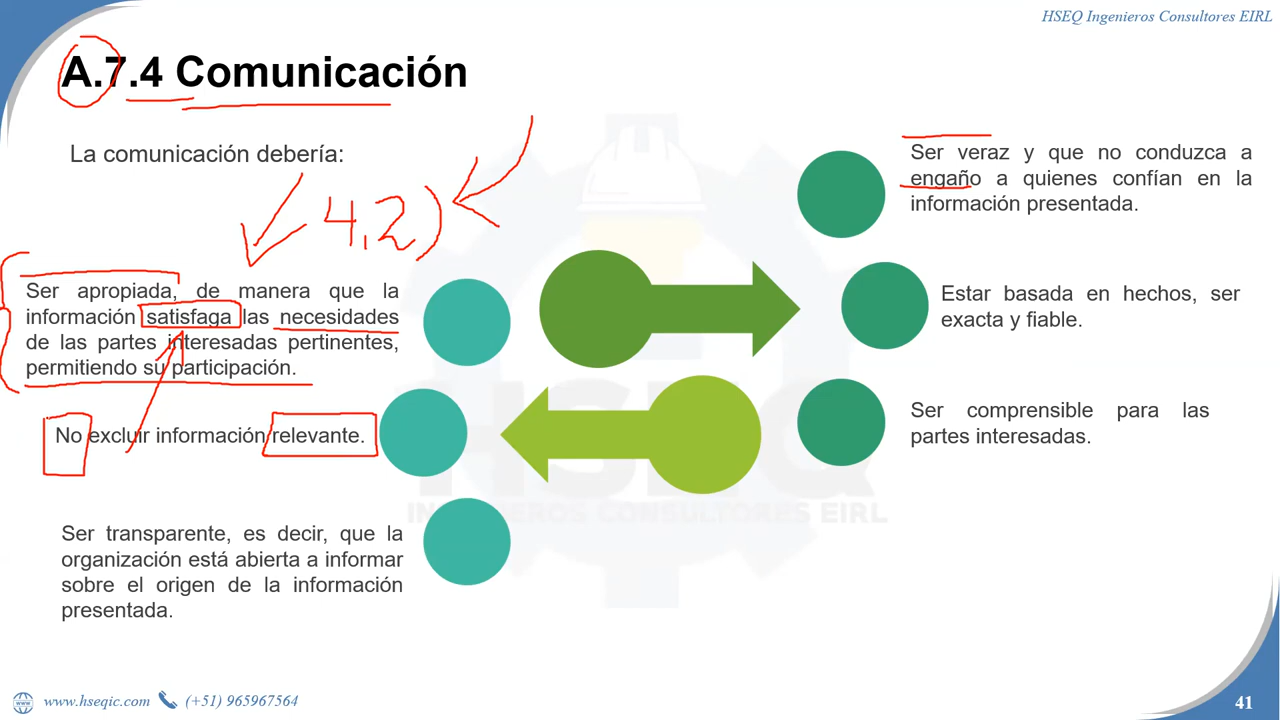 HSEQ Ingenieros Consultores EIRL
A.7.4 Comunicación
La comunicación debería:
4.2)
Ser apropiada, de manera que la
información satisfaga las necesidades
de las partes interesadas pertinentes,
permitiendo su participación.
No excluir información relevante.
Ser transparente, es decir, que la
organización está abierta a informar
sobre el origen de la información
presentada.
Ser veraz y que no conduzca a
engaño a quienes confían en la
información presentada.
Estar basada en hechos, ser
exacta y fiable.
Ser comprensible para las
partes interesadas.
HSEQ
INGENIEROS CONSULTORES EIRL
www.hseqic.com
(+51) 965967564
41